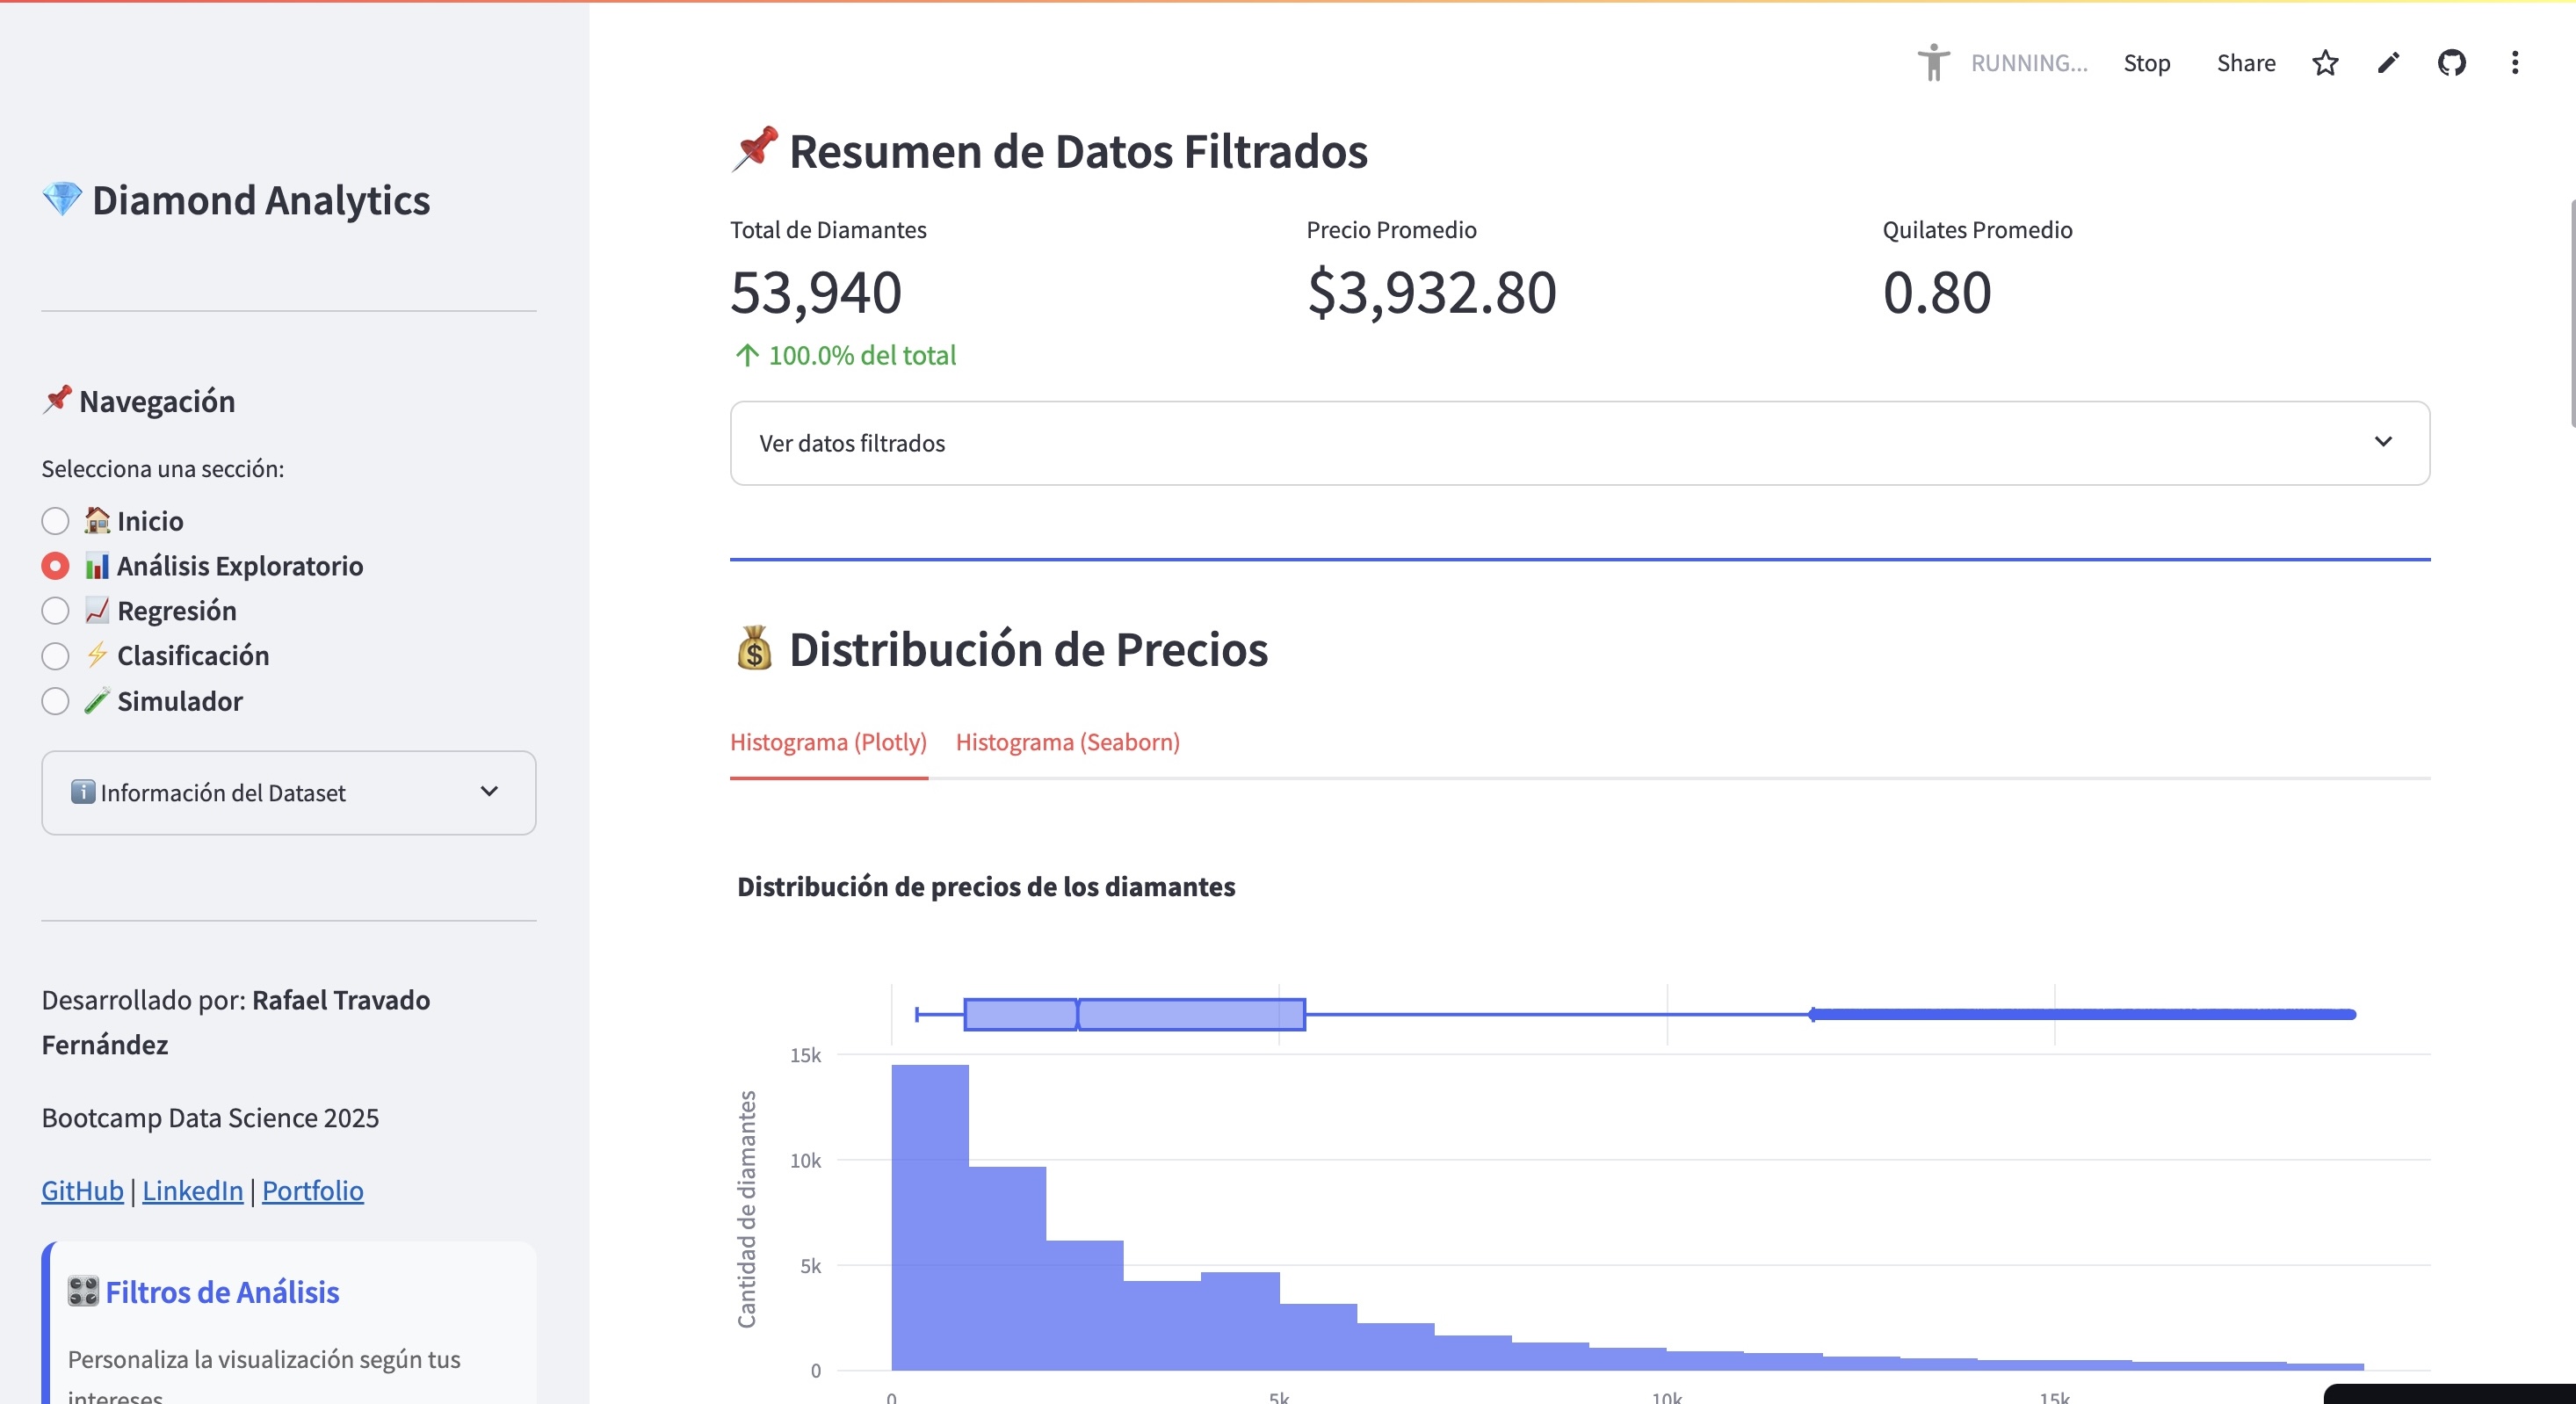 RUNNING...
Stop
Share
Diamond Analytics
Navegación
Selecciona una sección:
Inicio
Análisis Exploratorio
Regresión
Clasificación
Simulador
Información del Dataset
Desarrollado por: Rafael Travado
Fernández
Bootcamp Data Science 2025
GitHub | LinkedIn | Portfolio
Filtros de Análisis
Personaliza la visualización según tus
intereses
Resumen de Datos Filtrados
Total de Diamantes
53,940
100.0% del total
Precio Promedio
$3,932.80
Quilates Promedio
0.80
Ver datos filtrados
Distribución de Precios
Histograma (Plotly)
Histograma (Seaborn)
Distribución de precios de los diamantes
Cantidad de diamantes
15k
10k
5k
0
0
5k
10k
15k